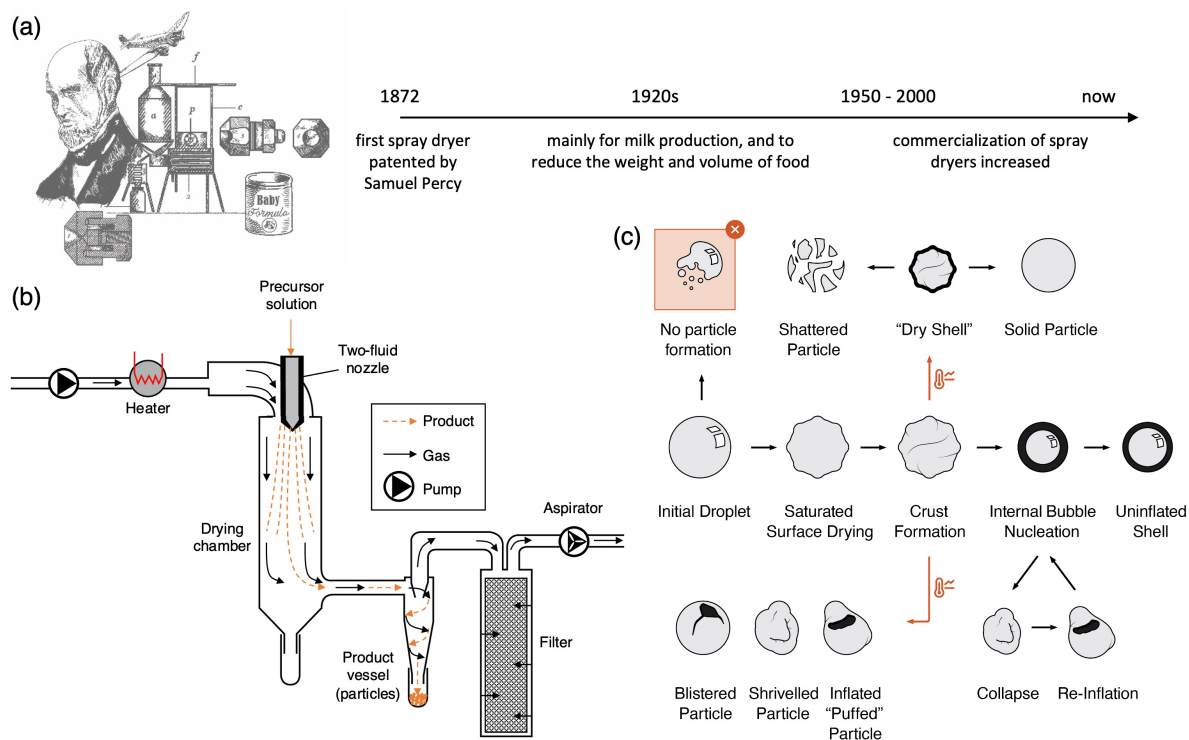 (a)
f
e
a
p
s
2
Baby
Formula
1872
1920s
1950 - 2000
now
first spray dryer
patented by
Samuel Percy
mainly for milk production, and to
reduce the weight and volume of food
commercialization of spray
dryers increased
(b)
Precursor
solution
Two-fluid
nozzle
Heater
Product
Gas
Pump
Drying
chamber
Aspirator
Filter
Product
vessel
(particles)
(c)
No particle
formation
Shattered
Particle
“Dry Shell”
Solid Particle
Initial Droplet
Saturated
Surface Drying
Crust
Formation
Internal Bubble
Nucleation
Uninflated
Shell
Blistered
Particle
Shrivelled
Particle
Inflated
“Puffed”
Particle
Collapse
Re-Inflation